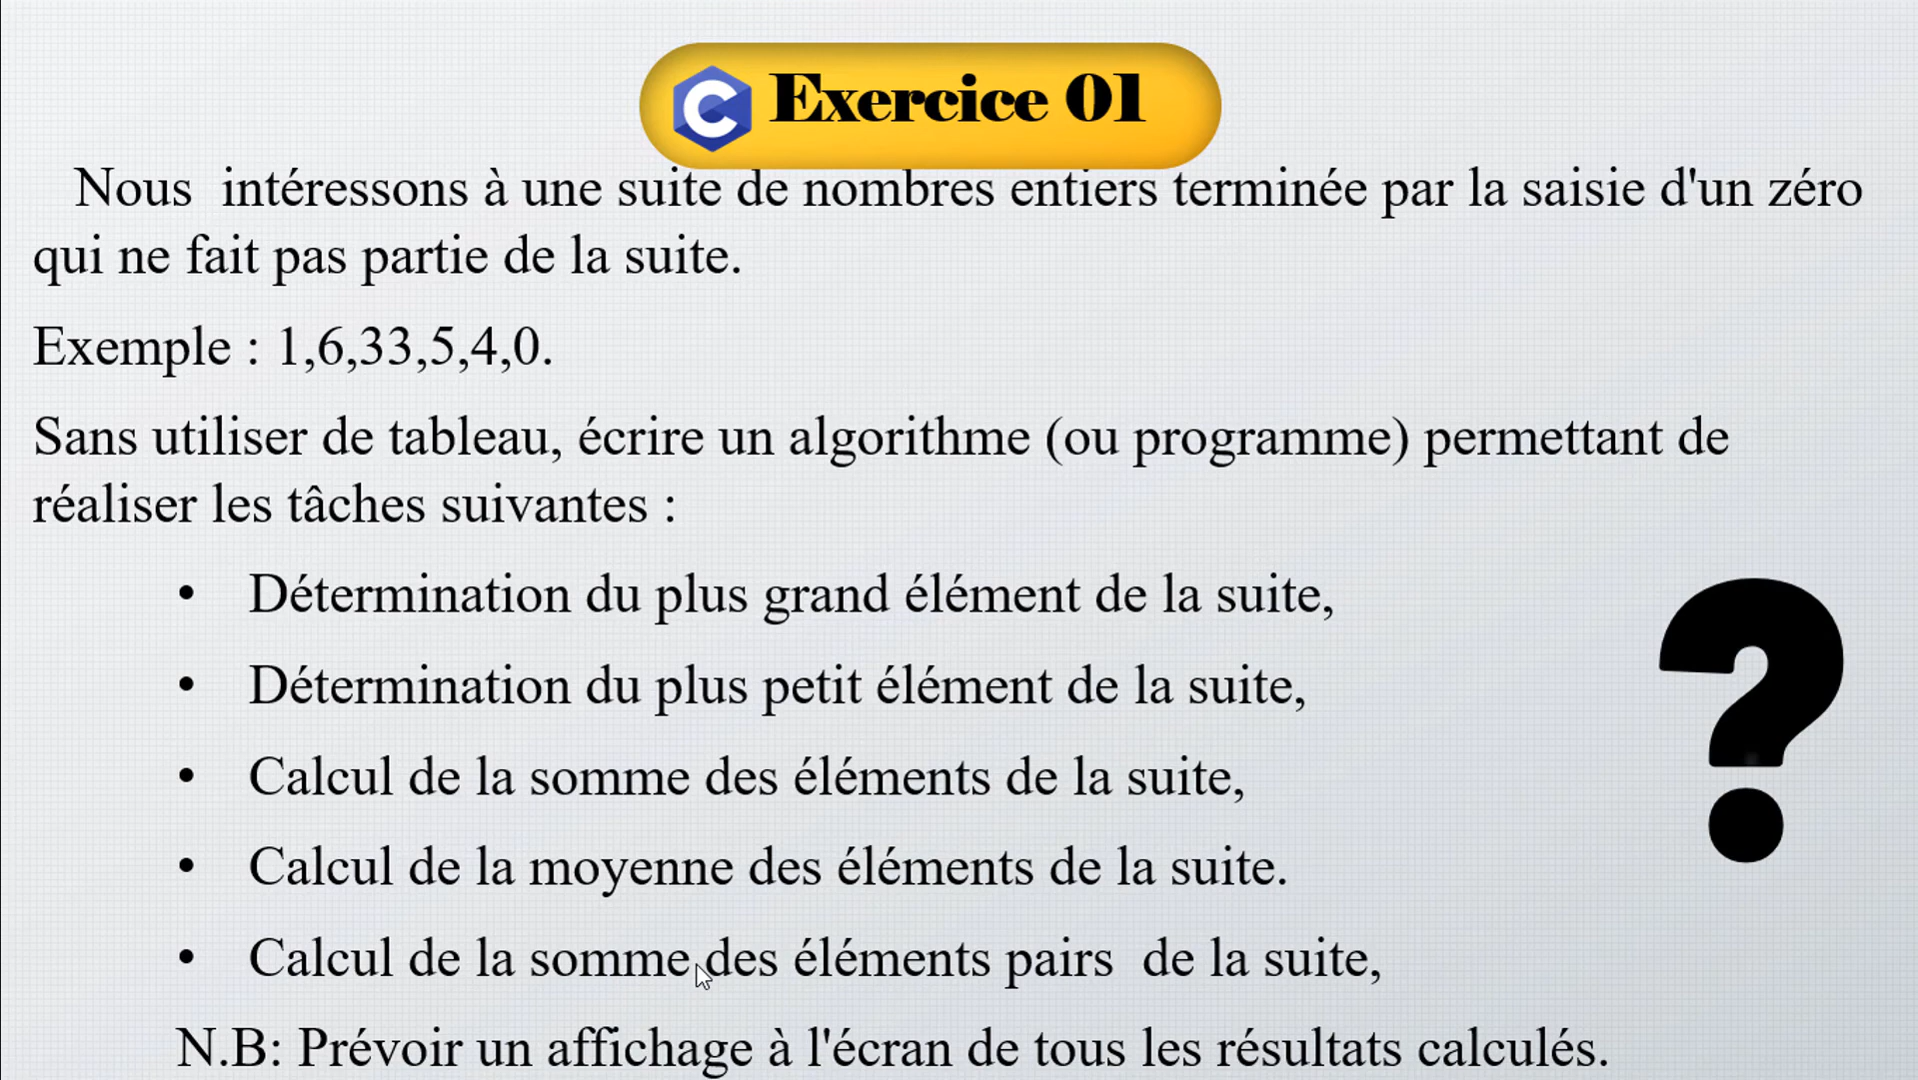 Exercice 01
Nous intéressons à une suite de nombres entiers terminée par la saisie d'un zéro
qui ne fait pas partie de la suite.
Exemple : 1,6,33,5,4,0.
Sans utiliser de tableau, écrire un algorithme (ou programme) permettant de
réaliser les tâches suivantes :
• Détermination du plus grand élément de la suite,
• Détermination du plus petit élément de la suite,
• Calcul de la somme des éléments de la suite,
• Calcul de la moyenne des éléments de la suite.
• Calcul de la somme des éléments pairs de la suite,
?
N.B: Prévoir un affichage à l'écran de tous les résultats calculés.